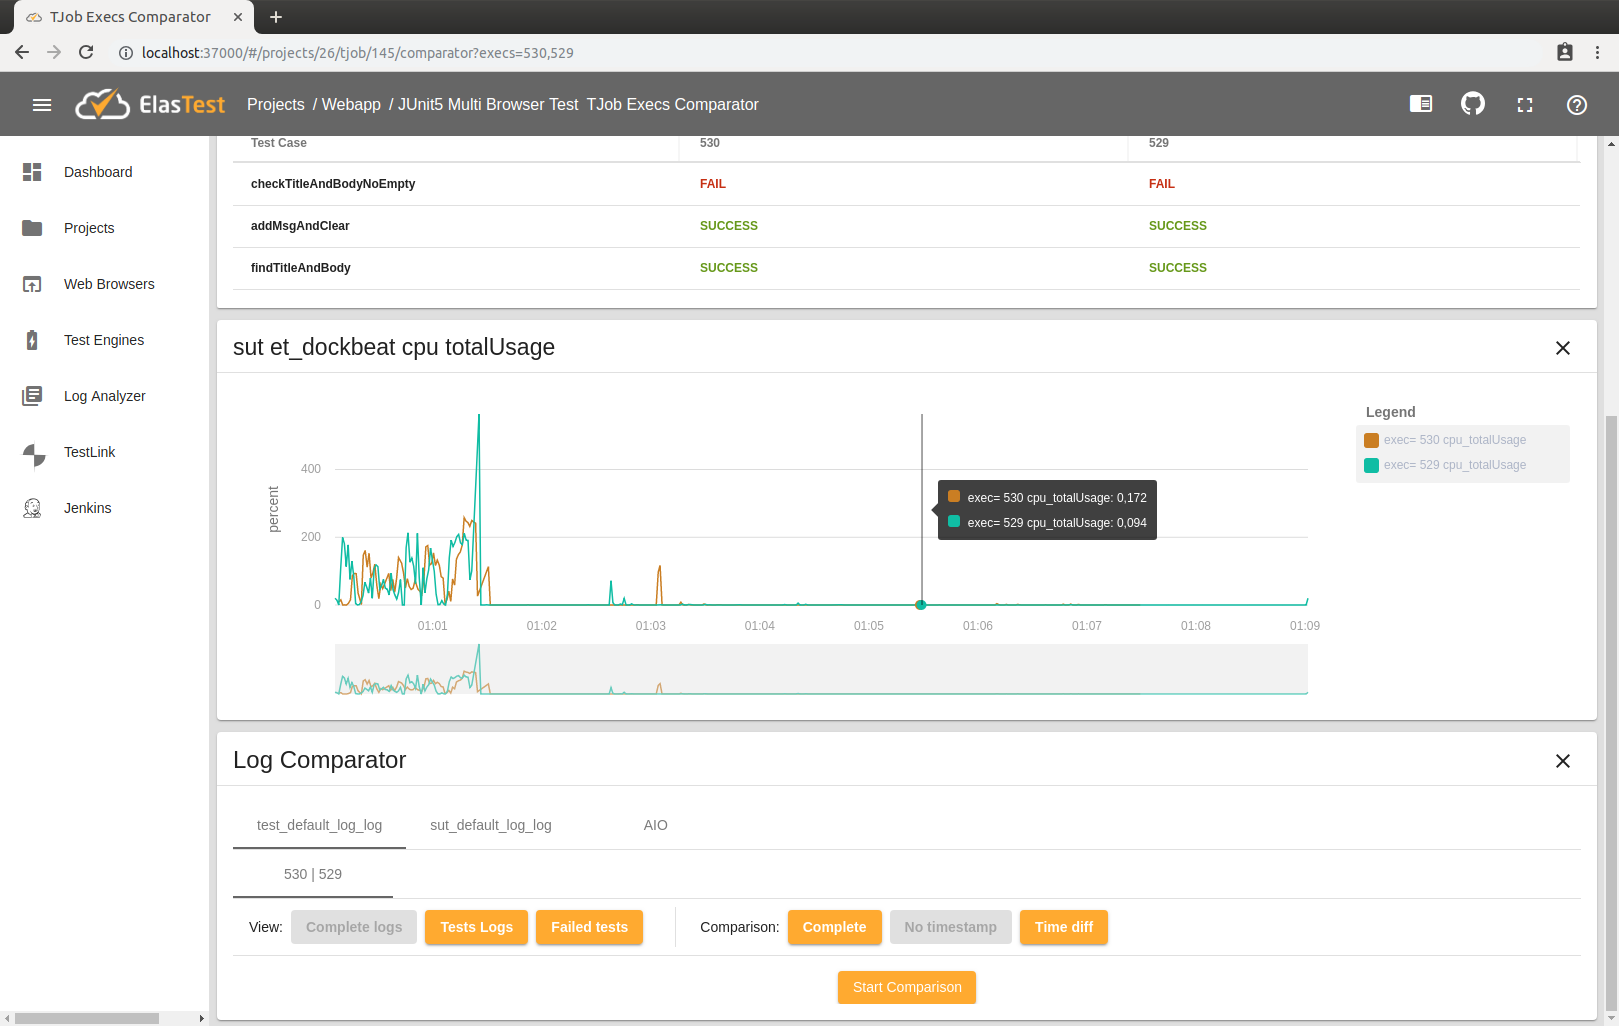 TJob Execs Comparator
localhost:37000/#/projects/26/tjob/145/comparator?execs=530,529
ElasTest
Projects / Webapp / JUnit5 Multi Browser Test TJob Execs Comparator
Dashboard
Projects
Web Browsers
Test Engines
Log Analyzer
TestLink
Jenkins
Test Case 530 529
checkTitleAndBodyNoEmpty FAIL FAIL
addMsgAndClear SUCCESS SUCCESS
findTitleAndBody SUCCESS SUCCESS
sut et_dockbeat cpu totalUsage
percent
400
200
0
01:01 01:02 01:03 01:04 01:05 01:06 01:07 01:08 01:09
exec= 530 cpu_totalUsage: 0,172
exec= 529 cpu_totalUsage: 0,094
Legend
exec= 530 cpu_totalUsage
exec= 529 cpu_totalUsage
Log Comparator
test_default_log_log sut_default_log_log AIO
530 | 529
View: Complete logs Tests Logs Failed tests Comparison: Complete No timestamp Time diff
Start Comparison